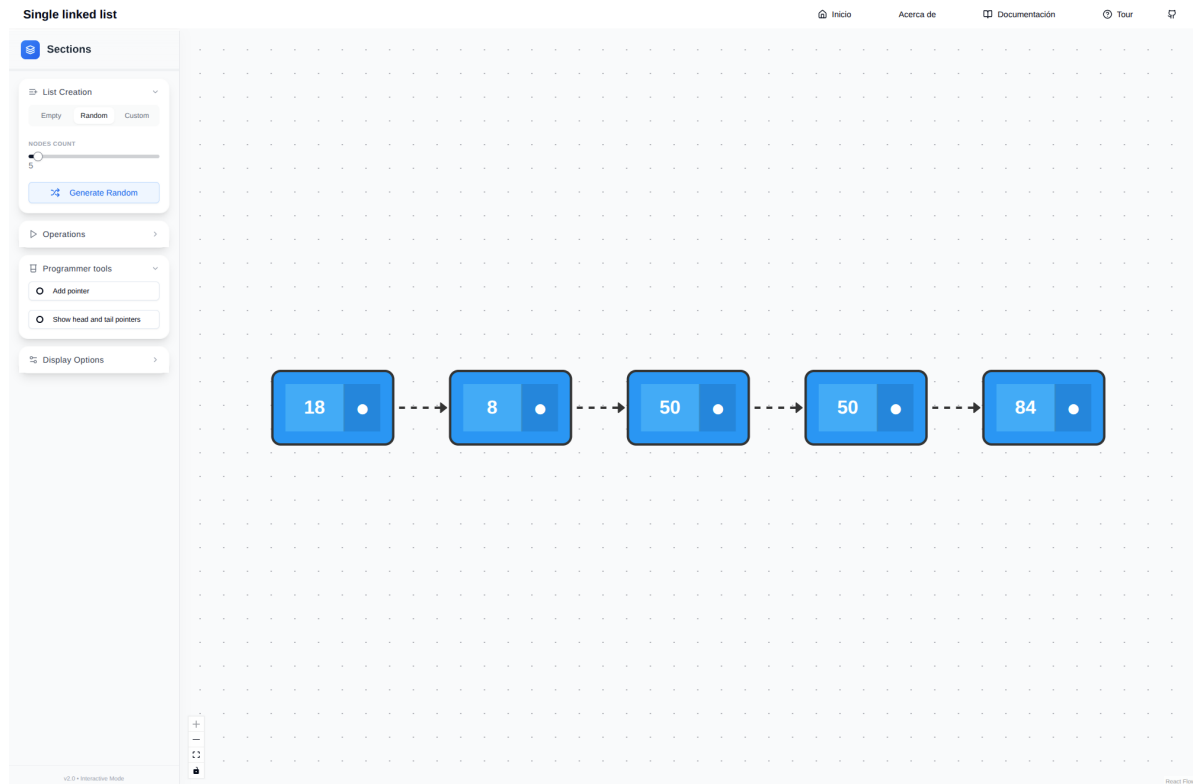 Single linked list
Inicio
Acerca de
Documentación
Tour
Sections
List Creation
Empty
Random
Custom
NODES COUNT
5
Generate Random
Operations
Programmer tools
Add pointer
Show head and tail pointers
Display Options
18
8
50
50
84
v2.0 • Interactive Mode
React Flow